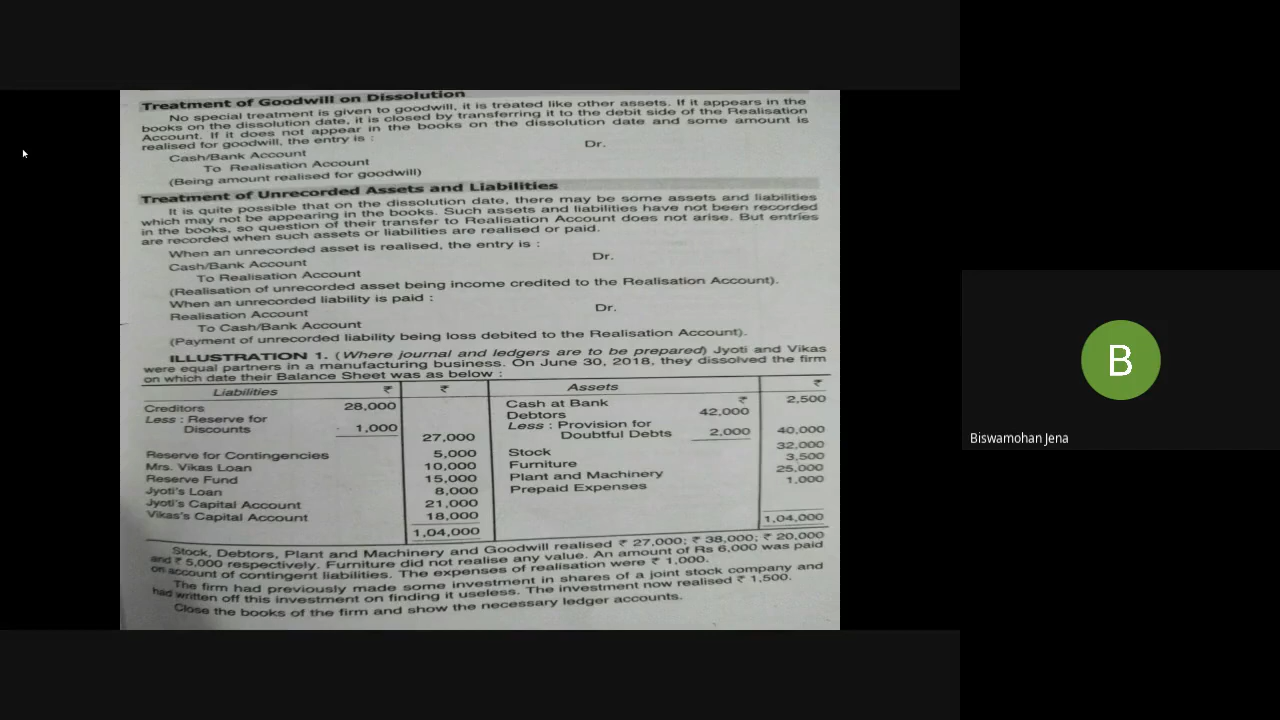 Treatment of Goodwill on Dissolution
No special treatment is given to goodwill, it is treated like other assets. If it appears in the
books on the dissolution date, it is closed by transferring it to the debit side of the Realisation
Account. If it does not appear in the books on the dissolution date and some amount is
realised for goodwill, the entry is :
Cash/Bank Account Dr.
To Realisation Account
(Being amount realised for goodwill)
Treatment of Unrecorded Assets and Liabilities
It is quite possible that on the dissolution date, there may be some assets and liabilities
which may not be appearing in the books. Such assets and liabilities have not been recorded
in the books, so question of their transfer to Realisation Account does not arise. But entries
are recorded when such assets or liabilities are realised or paid.
When an unrecorded asset is realised, the entry is :
Cash/Bank Account Dr.
To Realisation Account
(Realisation of unrecorded asset being income credited to the Realisation Account).
When an unrecorded liability is paid :
Realisation Account Dr.
To Cash/Bank Account
(Payment of unrecorded liability being loss debited to the Realisation Account).
ILLUSTRATION 1. (Where journal and ledgers are to be prepared) Jyoti and Vikas
were equal partners in a manufacturing business. On June 30, 2018, they dissolved the firm
on which date their Balance Sheet was as below :
Liabilities ₹ ₹ Assets ₹
Creditors 28,000 Cash at Bank ₹ 2,500
Less : Reserve for Debtors 42,000
Discounts 1,000 27,000 Less : Provision for
Doubtful Debts 2,000 40,000
Reserve for Contingencies 5,000 Stock 32,000
Mrs. Vikas Loan 10,000 Furniture 3,500
Reserve Fund 15,000 Plant and Machinery 25,000
Jyoti's Loan 8,000 Prepaid Expenses 1,000
Jyoti's Capital Account 21,000
Vikas's Capital Account 18,000
1,04,000 1,04,000
Stock, Debtors, Plant and Machinery and Goodwill realised ₹ 27,000; ₹ 38,000; ₹ 20,000
and ₹ 5,000 respectively. Furniture did not realise any value. An amount of Rs 6,000 was paid
on account of contingent liabilities. The expenses of realisation were ₹ 1,000.
The firm had previously made some investment in shares of a joint stock company and
had written off this investment on finding it useless. The investment now realised ₹ 1,500.
Close the books of the firm and show the necessary ledger accounts.
B
Biswamohan Jena